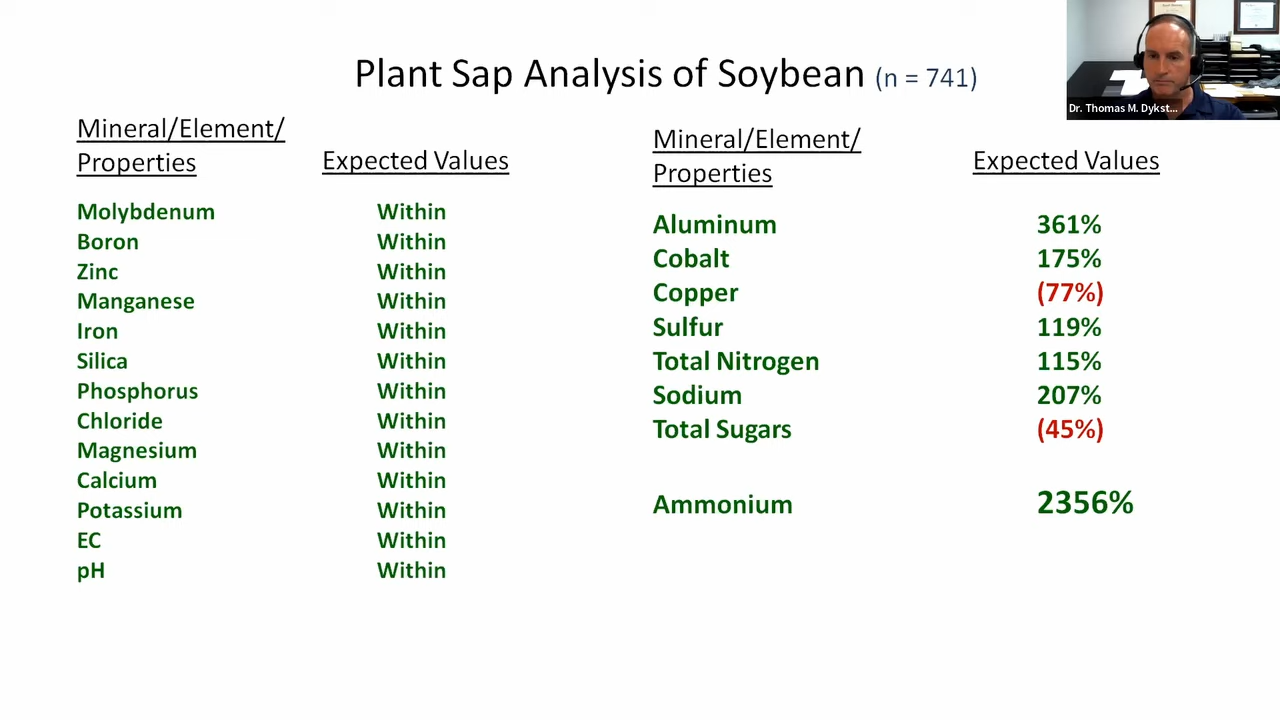 Plant Sap Analysis of Soybean (n = 741)
Dr. Thomas M. Dykst...
Mineral/Element/
Properties
Expected Values
Molybdenum Within
Boron Within
Zinc Within
Manganese Within
Iron Within
Silica Within
Phosphorus Within
Chloride Within
Magnesium Within
Calcium Within
Potassium Within
EC Within
pH Within
Mineral/Element/
Properties
Expected Values
Aluminum 361%
Cobalt 175%
Copper (77%)
Sulfur 119%
Total Nitrogen 115%
Sodium 207%
Total Sugars (45%)
Ammonium 2356%